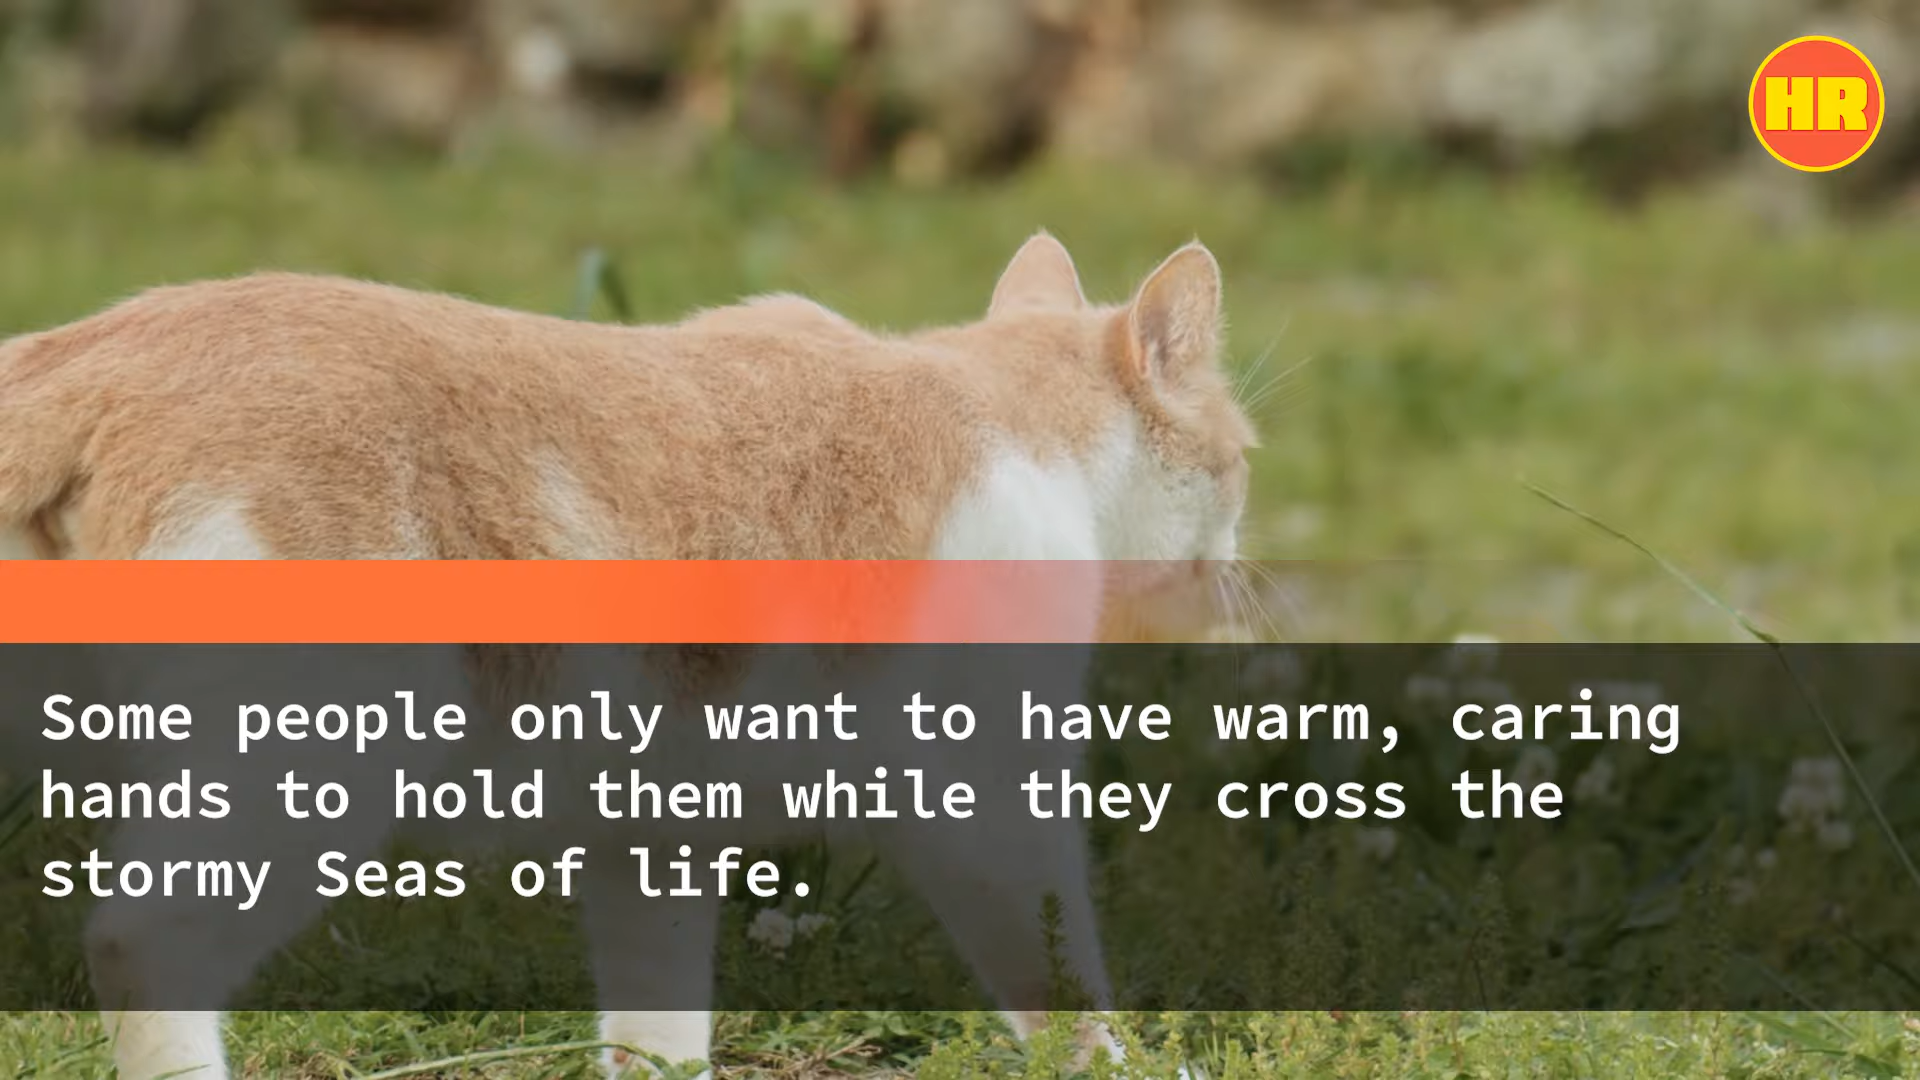 HR
Some people only want to have warm, caring
hands to hold them while they cross the
stormy Seas of life.